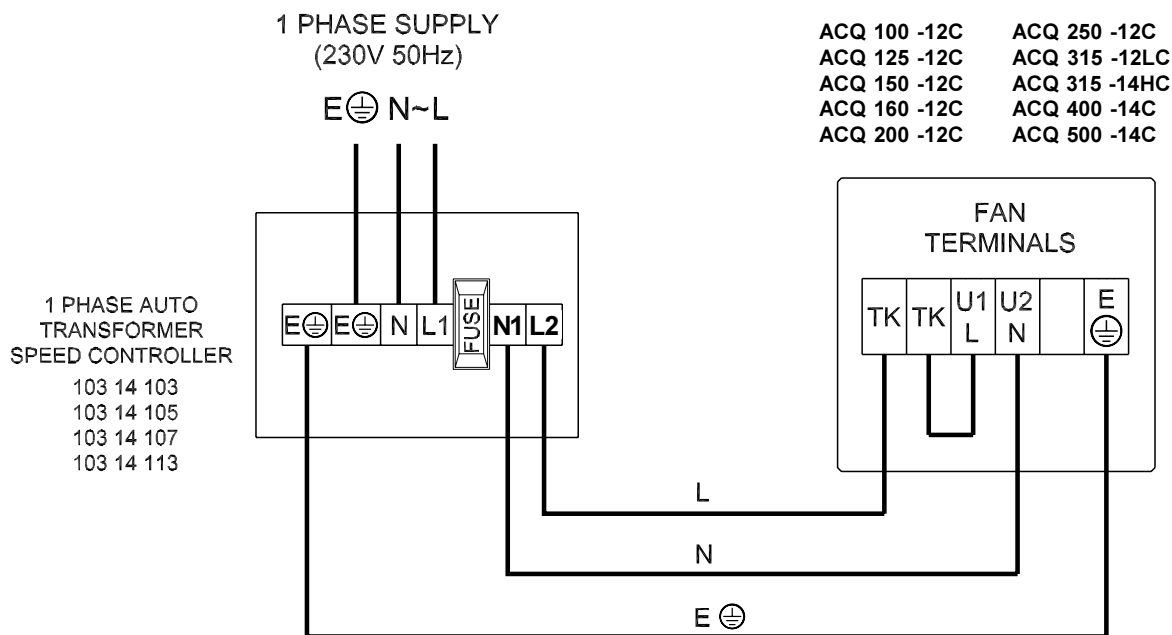 1 PHASE SUPPLY
(230V 50Hz)
E N~L
ACQ 100 -12C ACQ 250 -12C
ACQ 125 -12C ACQ 315 -12LC
ACQ 150 -12C ACQ 315 -14HC
ACQ 160 -12C ACQ 400 -14C
ACQ 200 -12C ACQ 500 -14C
1 PHASE AUTO
TRANSFORMER
SPEED CONTROLLER
103 14 103
103 14 105
103 14 107
103 14 113
E E N L1 FUSE N1 L2
FAN
TERMINALS
TK TK U1 U2 E
L N
L
N
E